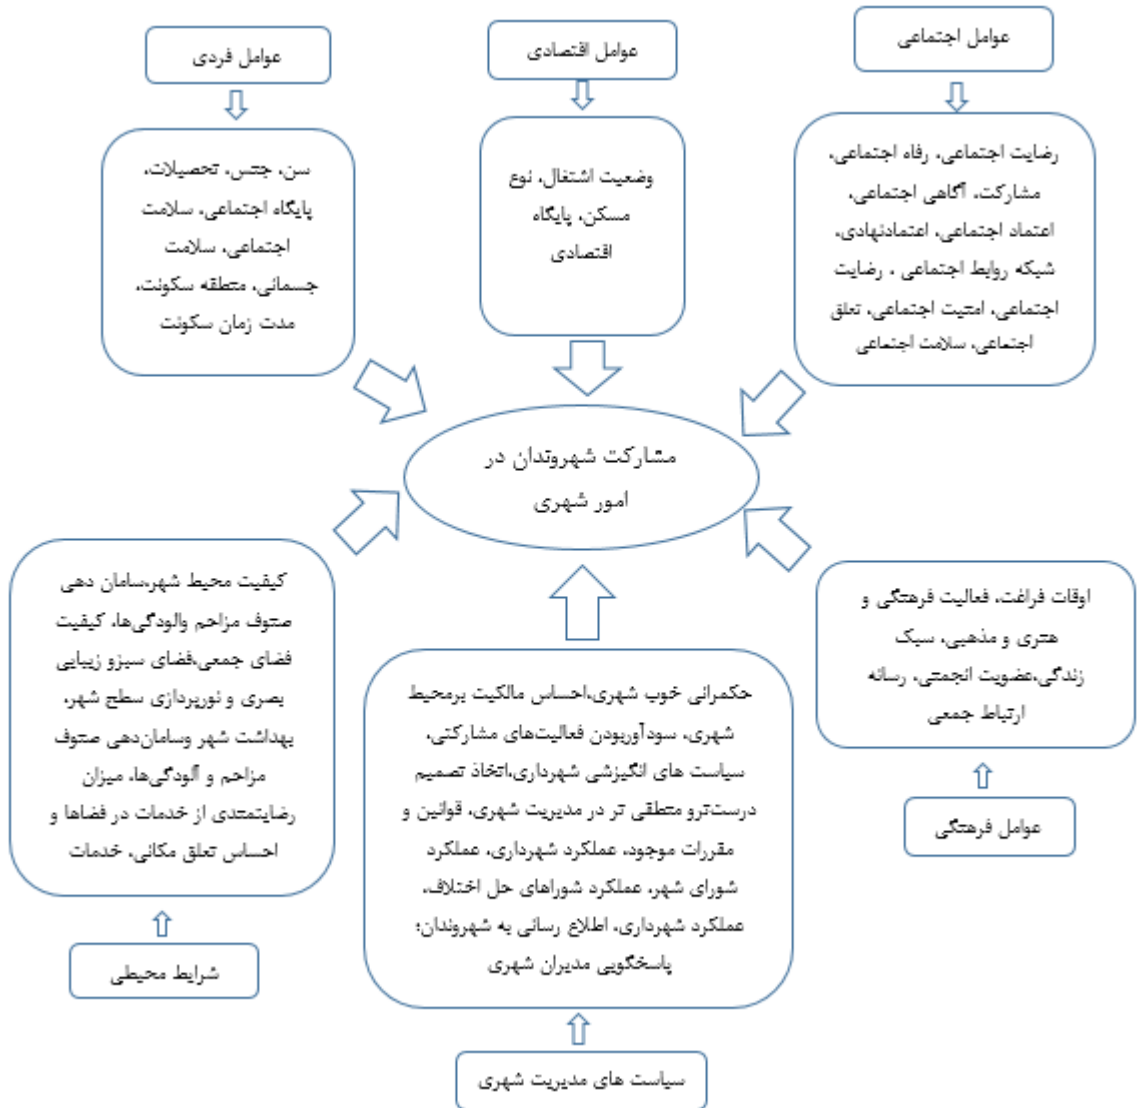 عوامل اجتماعی
رضایت اجتماعی، رفاه اجتماعی،
مشارکت، آگاهی اجتماعی،
اعتماد اجتماعی، اعتمادنهادی،
شبکه روابط اجتماعی ، رضایت
اجتماعی، امنیت اجتماعی، تعلق
اجتماعی، سلامت اجتماعی
عوامل اقتصادی
وضعیت اشتغال، نوع
مسکن، پایگاه
اقتصادی
عوامل فردی
سن، جنس، تحصیلات،
پایگاه اجتماعی، سلامت
اجتماعی، سلامت
جسمانی، منطقه سکونت،
مدت زمان سکونت
مشارکت شهروندان در
امور شهری
اوقات فراغت، فعالیت فرهنگی و
هنری و مذهبی، سبک
زندگی،عضویت انجمنی، رسانه
ارتباط جمعی
عوامل فرهنگی
حکمرانی خوب شهری،احساس مالکیت برمحیط
شهری، سودآوربودن فعالیت‌های مشارکتی،
سیاست های انگیزشی شهرداری،اتخاذ تصمیم
درست‌ترو منطقی تر در مدیریت شهری، قوانین و
مقررات موجود، عملکرد شهرداری، عملکرد
شورای شهر، عملکرد شوراهای حل اختلاف،
عملکرد شهرداری، اطلاع رسانی به شهروندان؛
پاسخگویی مدیران شهری
سیاست های مدیریت شهری
کیفیت محیط شهر،سامان دهی
صنوف مزاحم والودگی‌ها، کیفیت
فضای جمعی،فضای سبزو زیبایی
بصری و نورپردازی سطح شهر،
بهداشت شهر وسامان‌دهی صنوف
مزاحم و آلودگی‌ها، میزان
رضایتمندی از خدمات در فضاها و
احساس تعلق مکانی، خدمات
شرایط محیطی